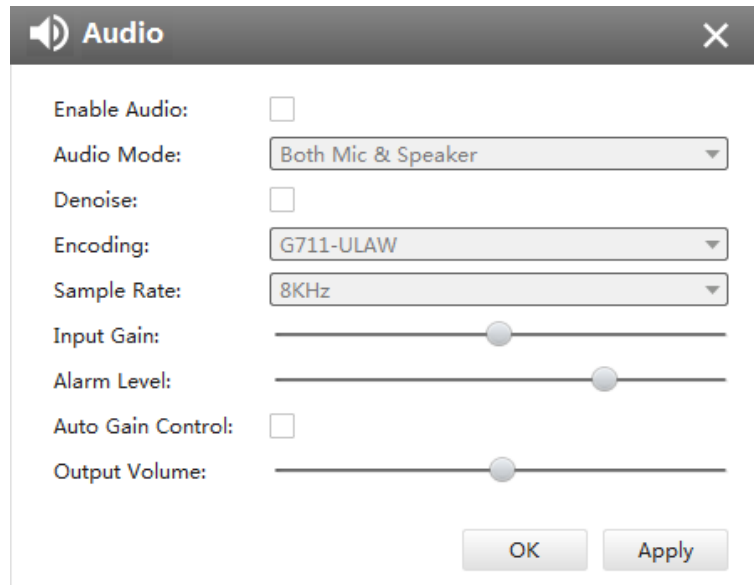 Audio
Enable Audio:
Audio Mode: Both Mic & Speaker
Denoise:
Encoding: G711-ULAW
Sample Rate: 8KHz
Input Gain:
Alarm Level:
Auto Gain Control:
Output Volume:
OK Apply